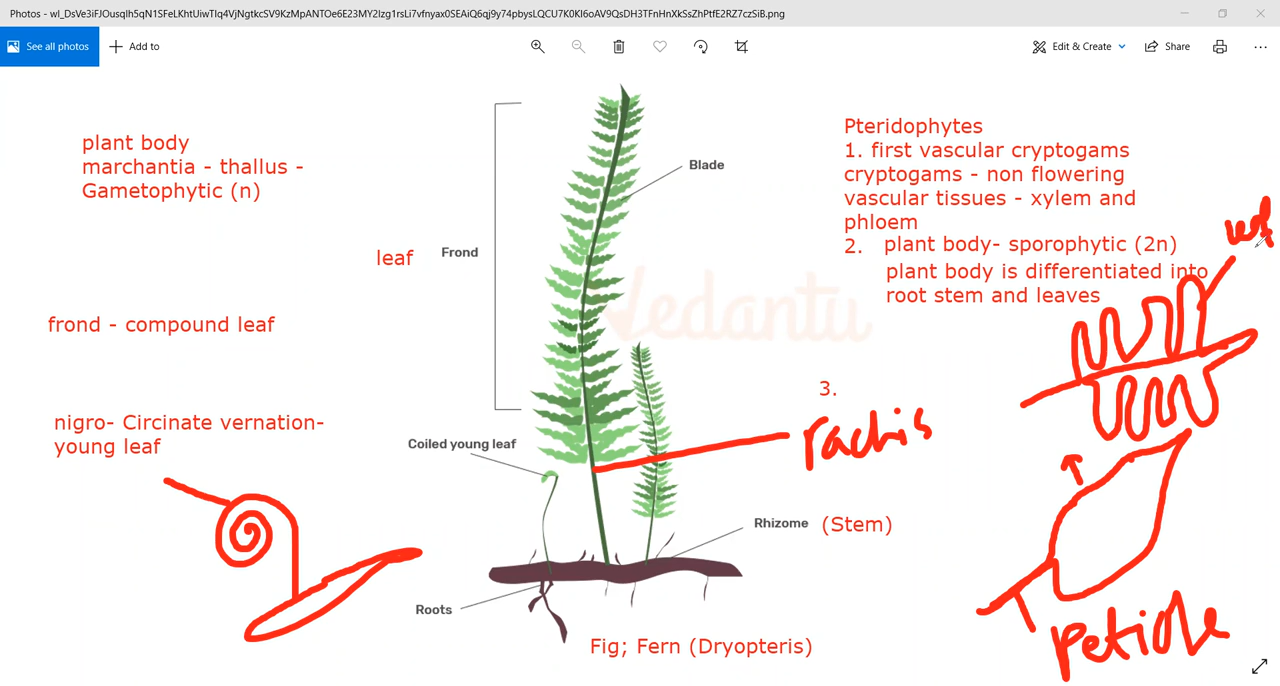 Photos - wl_DsVe3iFJOusqIh5qN1SFeLKhtUiwTlq4VjNgtkcSV9KzMpANTOe6E23MY2Izg1rsLi7vfnyax0SEAiQ6qj9y74pbysLQCU7K0KI6oAV9QsDH3TFnHnXkSsZhPtfE2RZ7czSiB.png
See all photos
Add to
Edit & Create
Share
plant body
marchantia - thallus -
Gametophytic (n)
frond - compound leaf
nigro- Circinate vernation-
young leaf
leaf
Frond
Blade
Coiled young leaf
Roots
Rhizome
(Stem)
Vedantu
Fig; Fern (Dryopteris)
Pteridophytes
1. first vascular cryptogams
cryptogams - non flowering
vascular tissues - xylem and
phloem
2. plant body- sporophytic (2n)
plant body is differentiated into
root stem and leaves
3.
rachis
petiole